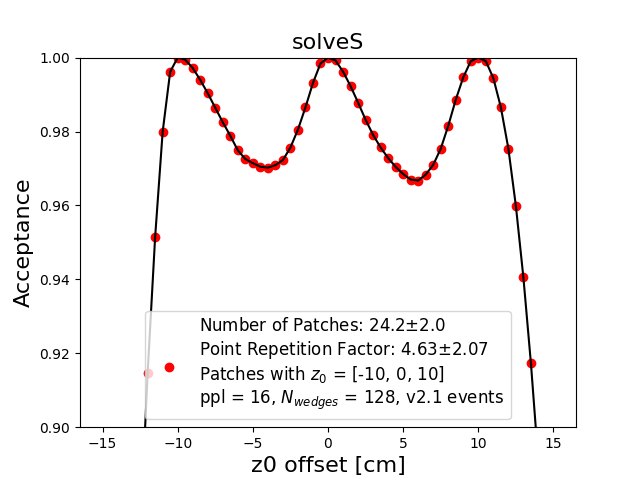 solveS
1.00
0.98
0.96
0.94
0.92
0.90
Acceptance
Number of Patches: 24.2±2.0
Point Repetition Factor: 4.63±2.07
Patches with z₀ = [-10, 0, 10]
ppl = 16, N_wedges = 128, v2.1 events
−15 −10 −5 0 5 10 15
z0 offset [cm]